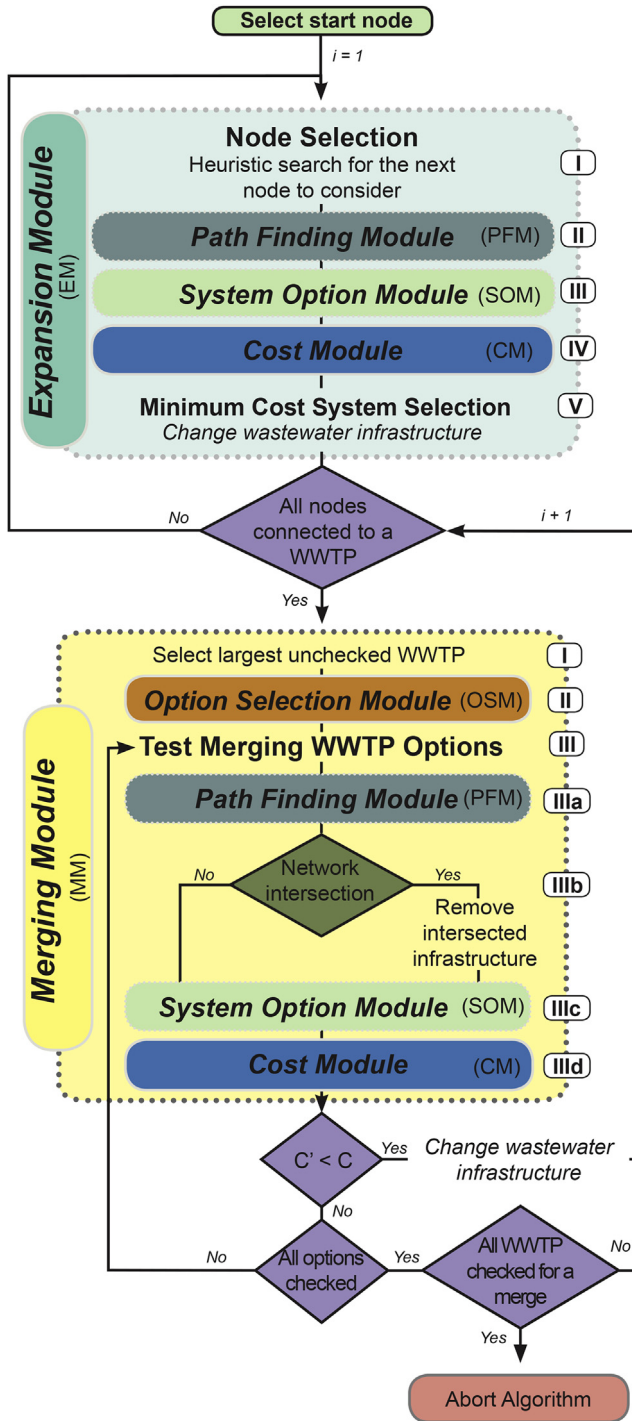 Select start node
i = 1
Expansion Module
(EM)
Node Selection
Heuristic search for the next
node to consider
I
Path Finding Module (PFM)
II
System Option Module (SOM)
III
Cost Module (CM)
IV
Minimum Cost System Selection
Change wastewater infrastructure
V
All nodes
connected to a
WWTP
No
i + 1
Yes
Merging Module
(MM)
Select largest unchecked WWTP
I
Option Selection Module (OSM)
II
Test Merging WWTP Options
III
Path Finding Module (PFM)
IIIa
Network
intersection
No
Yes
IIIb
Remove
intersected
infrastructure
System Option Module (SOM)
IIIc
Cost Module (CM)
IIId
C' < C
Yes
Change wastewater
infrastructure
No
All options
checked
No
Yes
All WWTP
checked for a
merge
No
Yes
Abort Algorithm